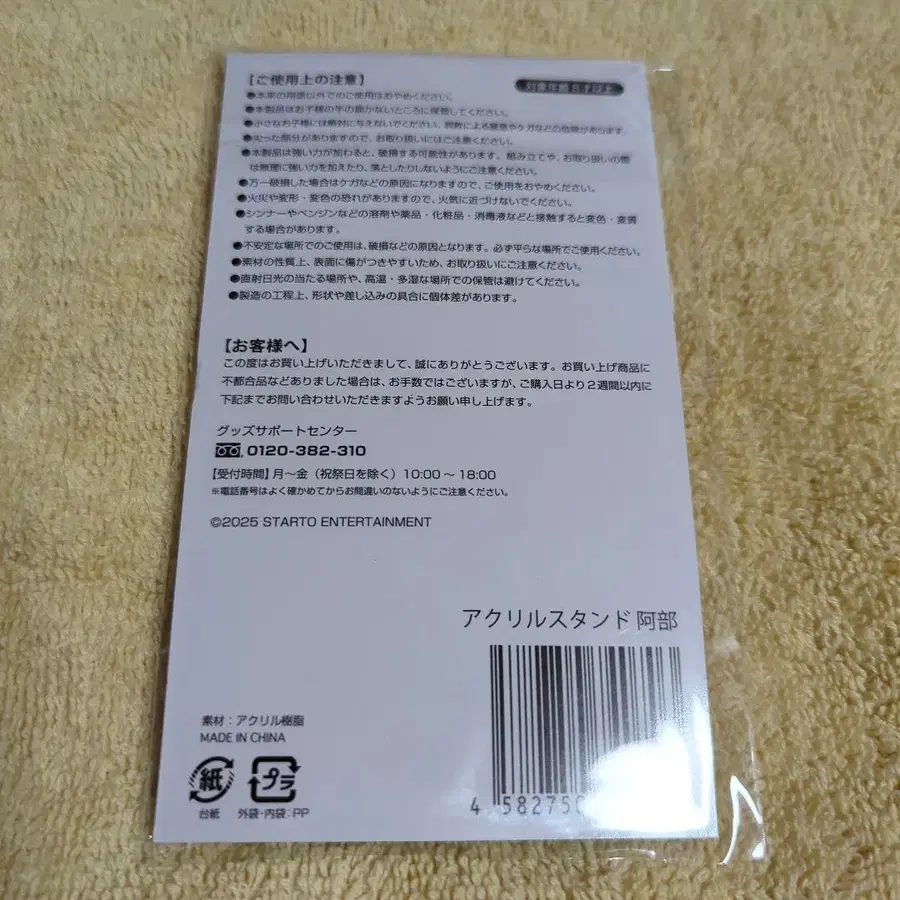 【ご使用上の注意】
対象年齢 8才以上
●本来の用途以外でのご使用はおやめください。
●本製品はお子様の手の届かないところに保管してください。
●小さなお子様には絶対に与えないでください。誤飲による窒息やケガなどの危険があります。
●尖った部分がありますので、お取り扱いにはご注意ください。
●本製品は強い力が加わると、破損する可能性があります。組み立てや、お取り扱いの際
は無理に強い力を加えたり、落としたりしないようにご注意ください。
●万一破損した場合はケガなどの原因になりますので、ご使用をおやめください。
●火災や変形・変色の恐れがありますので、火気に近づけないでください。
●シンナーやベンジンなどの溶剤や薬品・化粧品・消毒液などと接触すると変色・変質
する場合があります。
●不安定な場所でのご使用は、破損などの原因となります。必ず平らな場所でご使用ください。
●素材の性質上、表面に傷がつきやすいため、お取り扱いにご注意ください。
●直射日光の当たる場所や、高温・多湿な場所での保管は避けてください。
●製造の工程上、形状や差し込みの具合に個体差があります。
【お客様へ】
この度はお買い上げいただきまして、誠にありがとうございます。お買い上げ商品に
不都合品などありました場合は、お手数ではございますが、ご購入日より2週間以内に
下記までお問い合わせいただきますようお願い申し上げます。
グッズサポートセンター
0120-382-310
【受付時間】月～金（祝祭日を除く）10:00～18:00
※電話番号はよく確かめてからお間違いのないようにご注意ください。
©2025 STARTO ENTERTAINMENT
アクリルスタンド 阿部
4 582750
素材：アクリル樹脂
MADE IN CHINA
紙 プラ
台紙 外袋・内袋：PP